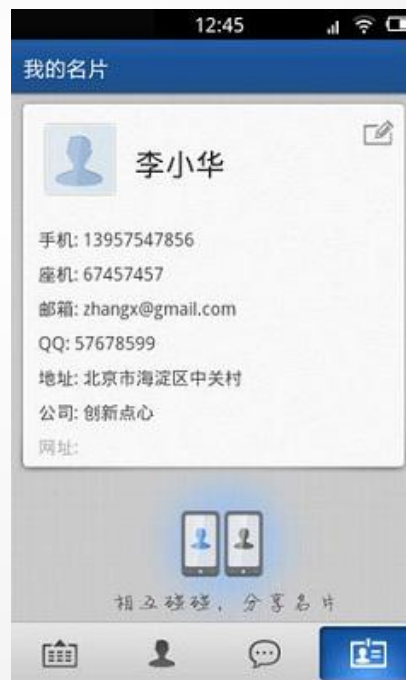 12:45
我的名片
李小华
手机: 13957547856
座机: 67457457
邮箱: zhangx@gmail.com
QQ: 57678599
地址: 北京市海淀区中关村
公司: 创新点心
网址:
相互碰碰，分享名片